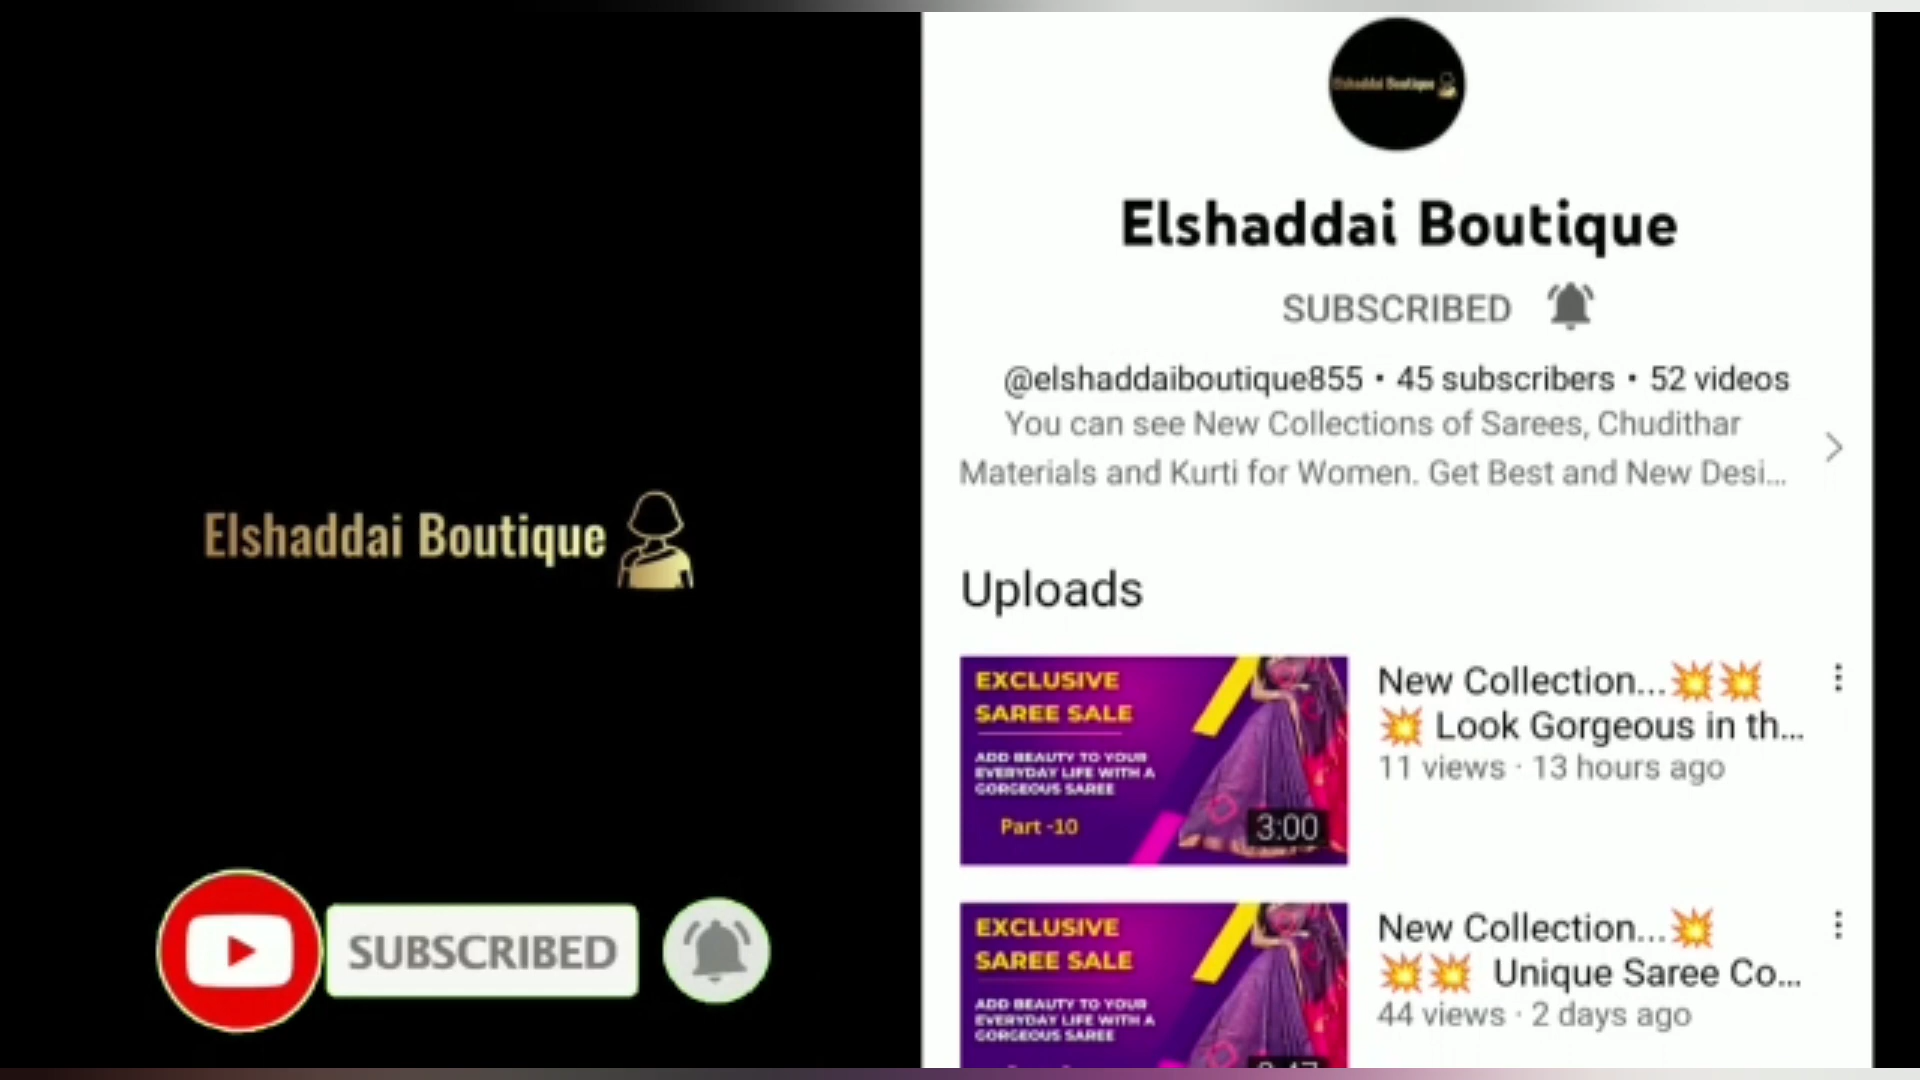 Elshaddai Boutique
SUBSCRIBED
Elshaddai Boutique
Elshaddai Boutique
SUBSCRIBED
@elshaddaiboutique855 • 45 subscribers • 52 videos
You can see New Collections of Sarees, Chudithar
Materials and Kurti for Women. Get Best and New Desi...
Uploads
EXCLUSIVE
SAREE SALE
ADD BEAUTY TO YOUR
EVERYDAY LIFE WITH A
GORGEOUS SAREE
Part -10
3:00
New Collection...💥💥
💥 Look Gorgeous in th...
11 views · 13 hours ago
EXCLUSIVE
SAREE SALE
ADD BEAUTY TO YOUR
EVERYDAY LIFE WITH A
GORGEOUS SAREE
New Collection...💥
💥💥 Unique Saree Co...
44 views · 2 days ago